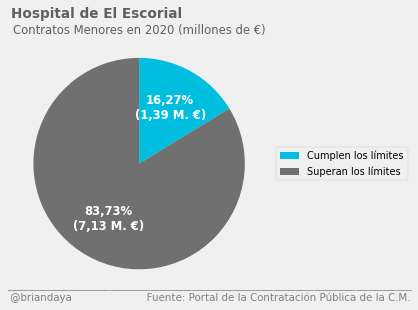 Hospital de El Escorial
Contratos Menores en 2020 (millones de €)
16,27%
(1,39 M. €)
Cumplen los límites
Superan los límites
83,73%
(7,13 M. €)
@briandaya
Fuente: Portal de la Contratación Pública de la C.M.